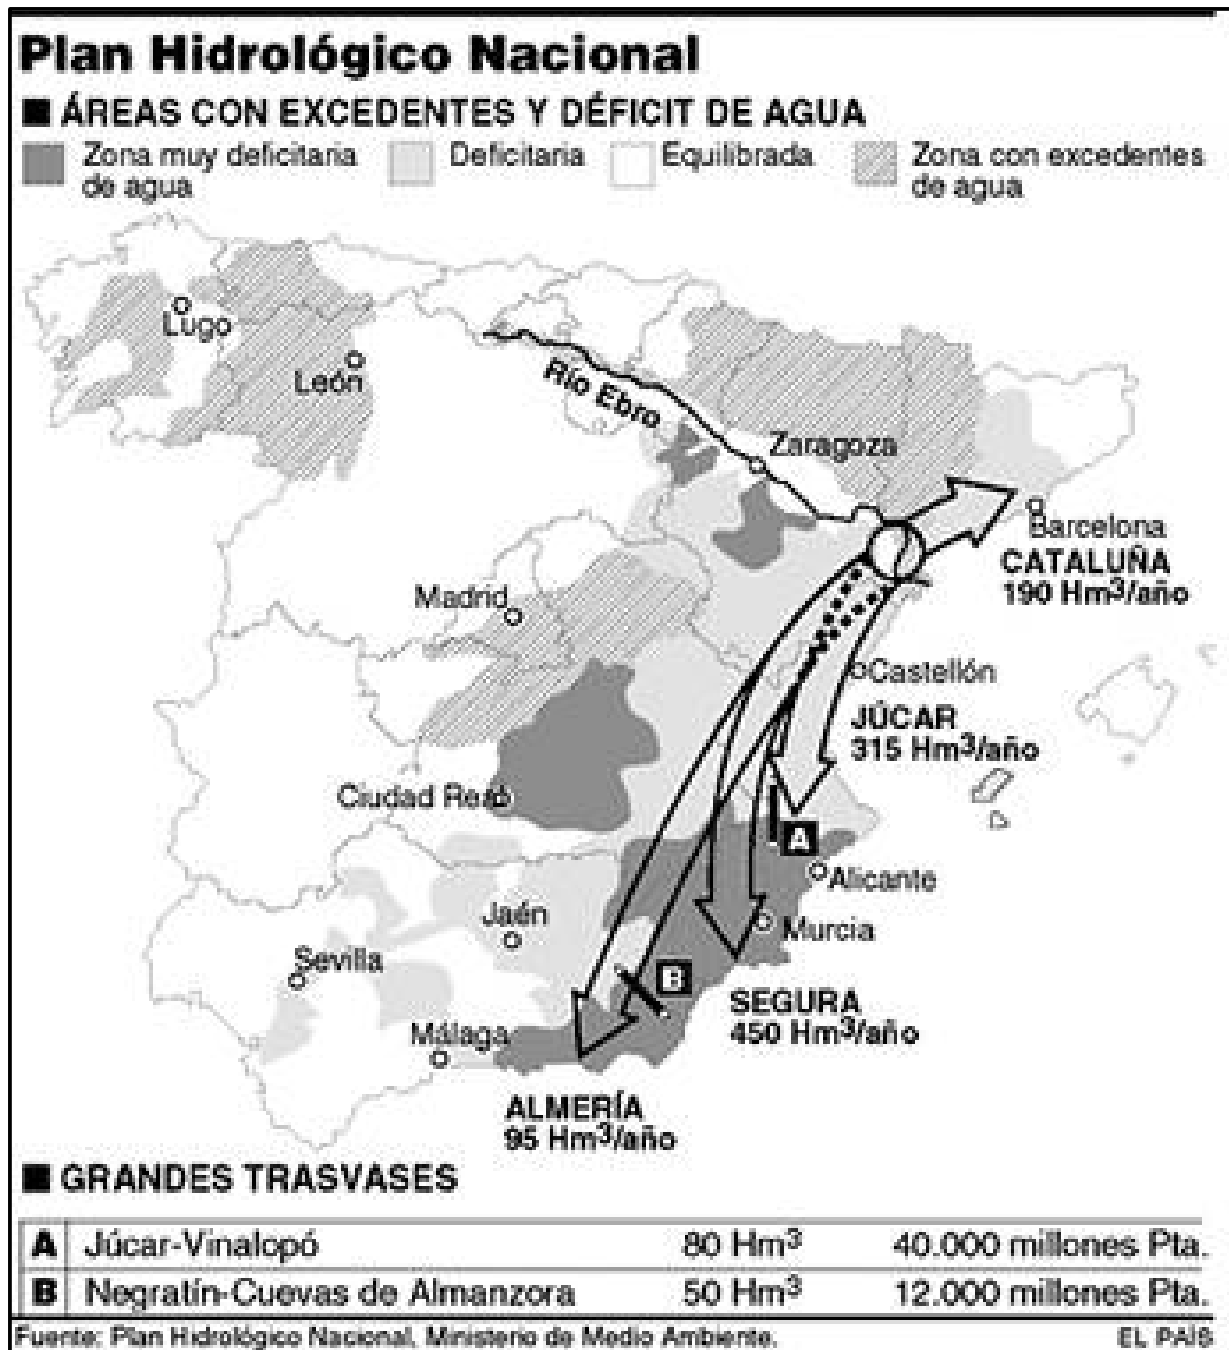 Plan Hidrológico Nacional
■ ÁREAS CON EXCEDENTES Y DÉFICIT DE AGUA
Zona muy deficitaria de agua
Deficitaria
Equilibrada
Zona con excedentes de agua
Lugo
León
Río Ebro
Zaragoza
Barcelona
CATALUÑA
190 Hm³/año
Madrid
Castellón
JÚCAR
315 Hm³/año
Ciudad Real
A
Alicante
Jaén
Murcia
Sevilla
B
SEGURA
450 Hm³/año
Málaga
ALMERÍA
95 Hm³/año
■ GRANDES TRASVASES
A Júcar-Vinalopó 80 Hm³ 40.000 millones Pta.
B Negratín-Cuevas de Almanzora 50 Hm³ 12.000 millones Pta.
Fuente: Plan Hidrológico Nacional, Ministerio de Medio Ambiente. EL PAÍS